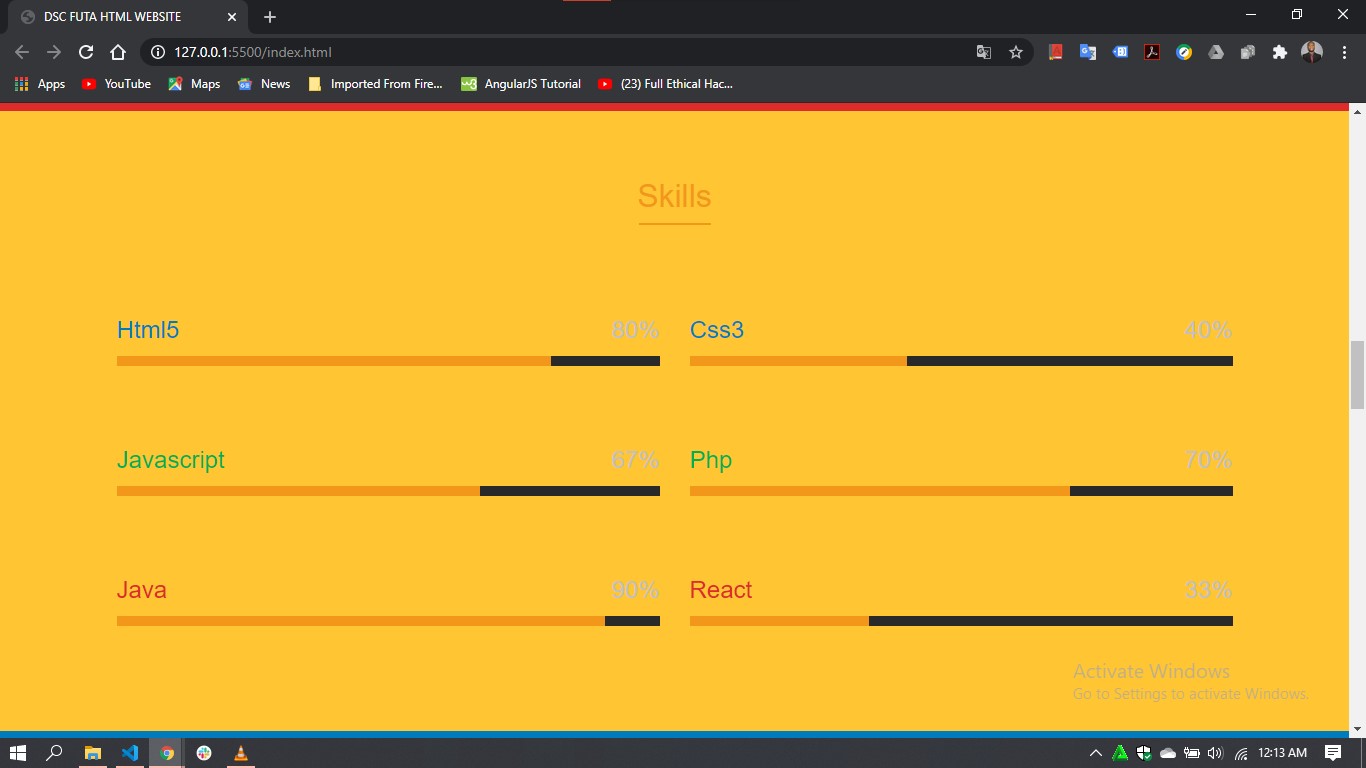 DSC FUTA HTML WEBSITE
127.0.0.1:5500/index.html
Apps YouTube Maps News Imported From Fire... AngularJS Tutorial (23) Full Ethical Hac...
Skills
Html5 80% Css3 40%
Javascript 67% Php 70%
Java 90% React 33%
Activate Windows
Go to Settings to activate Windows.
12:13 AM